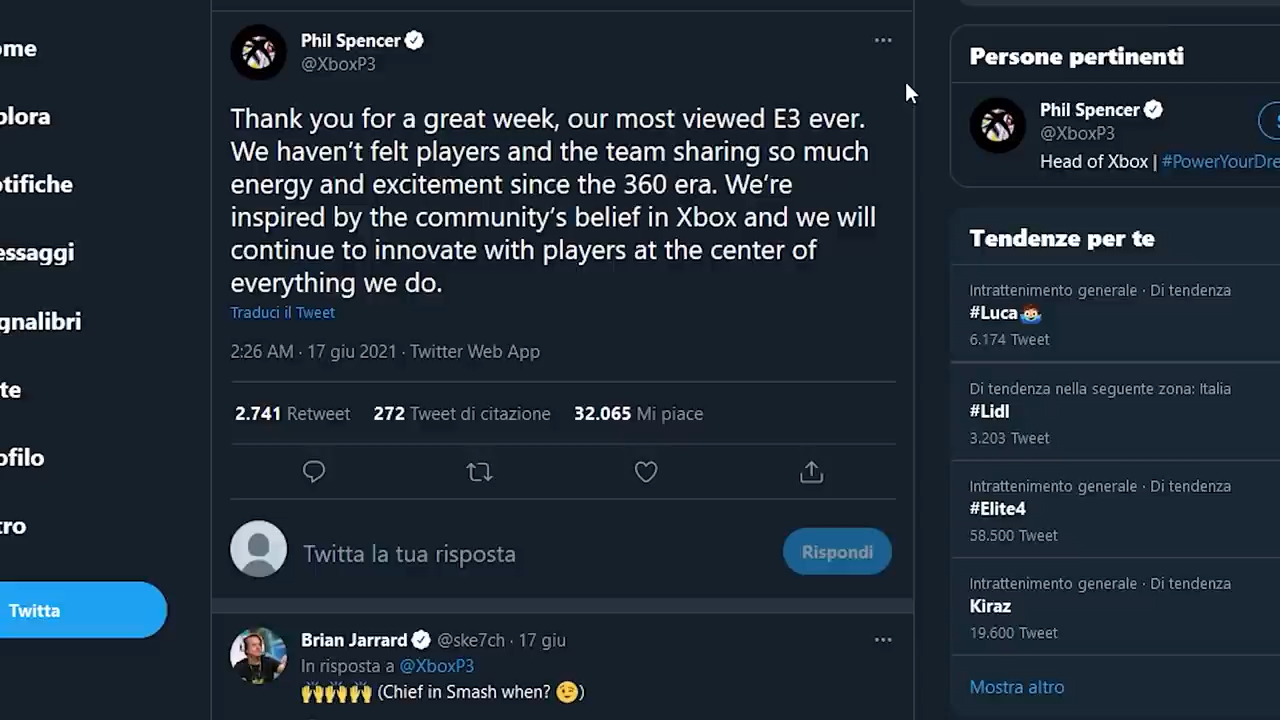 ome
plora
otifiche
essaggi
gnalibri
te
ofilo
tro
Twitta
Phil Spencer
@XboxP3
Thank you for a great week, our most viewed E3 ever.
We haven’t felt players and the team sharing so much
energy and excitement since the 360 era. We’re
inspired by the community’s belief in Xbox and we will
continue to innovate with players at the center of
everything we do.
Traduci il Tweet
2:26 AM · 17 giu 2021 · Twitter Web App
2.741 Retweet 272 Tweet di citazione 32.065 Mi piace
Twitta la tua risposta
Rispondi
Brian Jarrard @ske7ch · 17 giu
In risposta a @XboxP3
🙌🙌🙌 (Chief in Smash when? 😉)
Persone pertinenti
Phil Spencer
@XboxP3
Head of Xbox | #PowerYourDre
Tendenze per te
Intrattenimento generale · Di tendenza
#Luca
6.174 Tweet
Di tendenza nella seguente zona: Italia
#Lidl
3.203 Tweet
Intrattenimento generale · Di tendenza
#Elite4
58.500 Tweet
Intrattenimento generale · Di tendenza
Kiraz
19.600 Tweet
Mostra altro